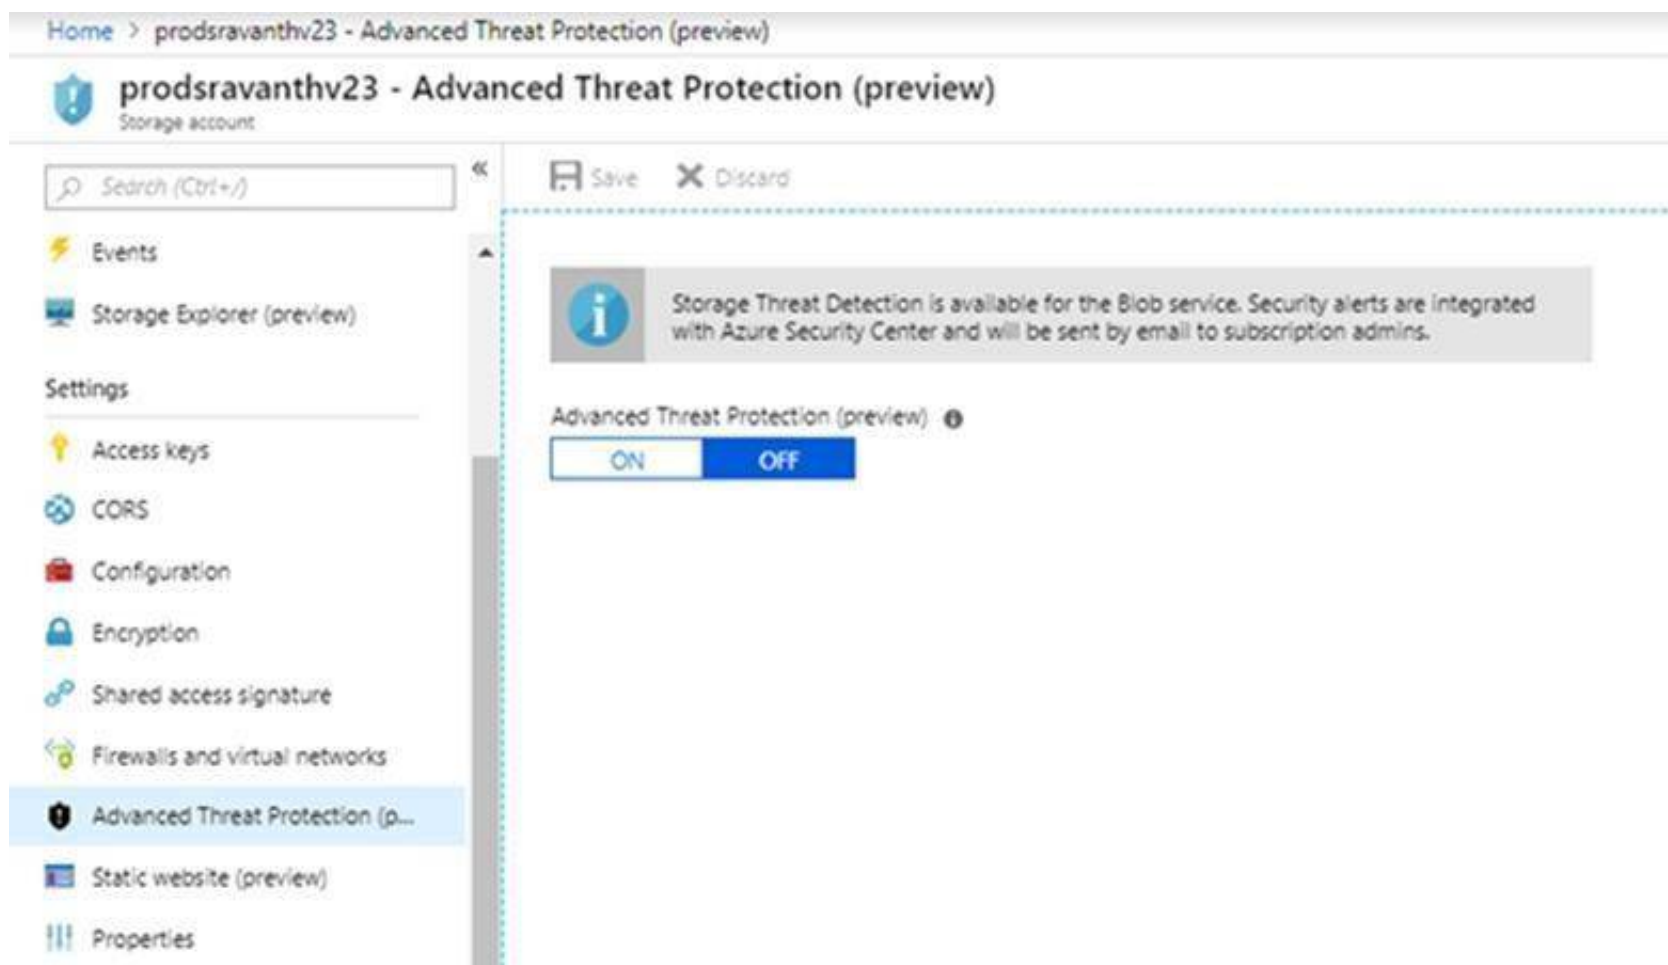 Home > prodsravanthv23 - Advanced Threat Protection (preview)
prodsravanthv23 - Advanced Threat Protection (preview)
Storage account
Search (Ctrl+/)
«
Save
Discard
Events
Storage Explorer (preview)
Storage Threat Detection is available for the Blob service. Security alerts are integrated
with Azure Security Center and will be sent by email to subscription admins.
Settings
Advanced Threat Protection (preview)
ON
OFF
Access keys
CORS
Configuration
Encryption
Shared access signature
Firewalls and virtual networks
Advanced Threat Protection (p...
Static website (preview)
Properties